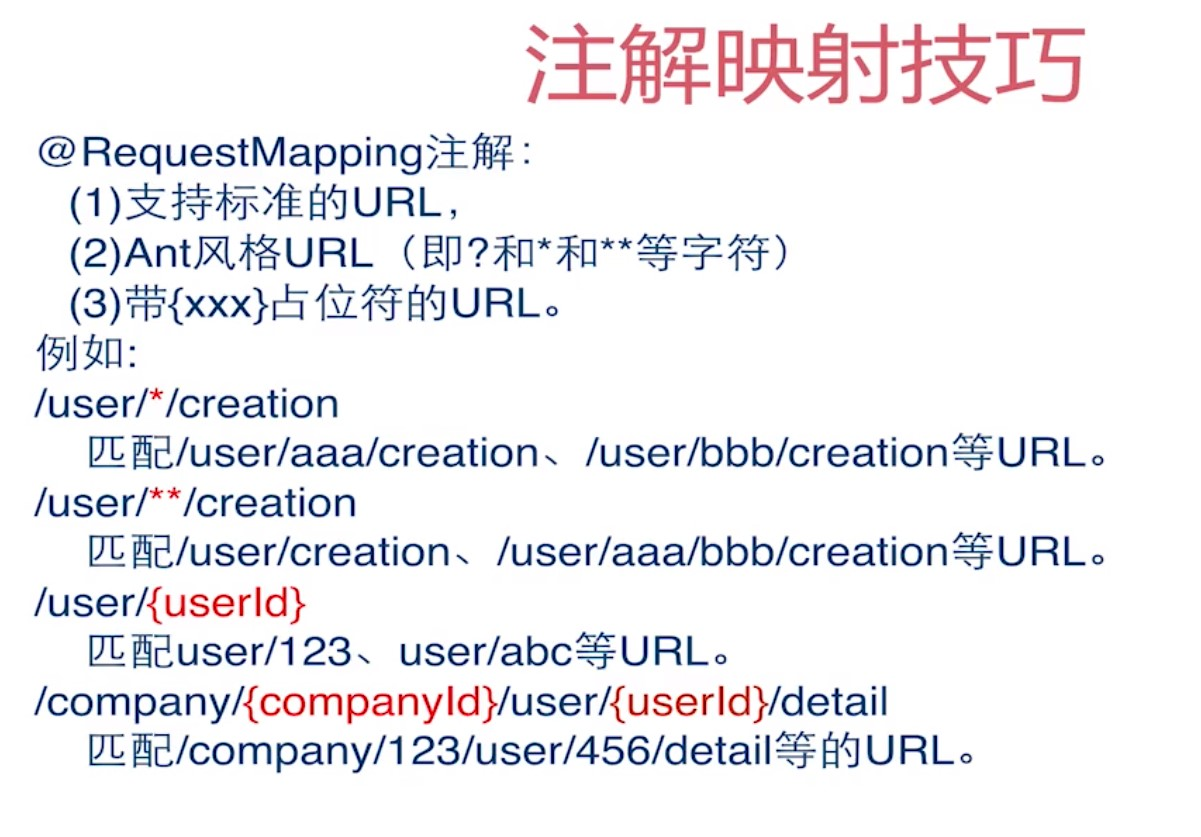 注解映射技巧
@RequestMapping注解:
(1)支持标准的URL,
(2)Ant风格URL（即?和*和**等字符）
(3)带{xxx}占位符的URL。
例如:
/user/*/creation
匹配/user/aaa/creation、/user/bbb/creation等URL。
/user/**/creation
匹配/user/creation、/user/aaa/bbb/creation等URL。
/user/{userId}
匹配user/123、user/abc等URL。
/company/{companyId}/user/{userId}/detail
匹配/company/123/user/456/detail等的URL。